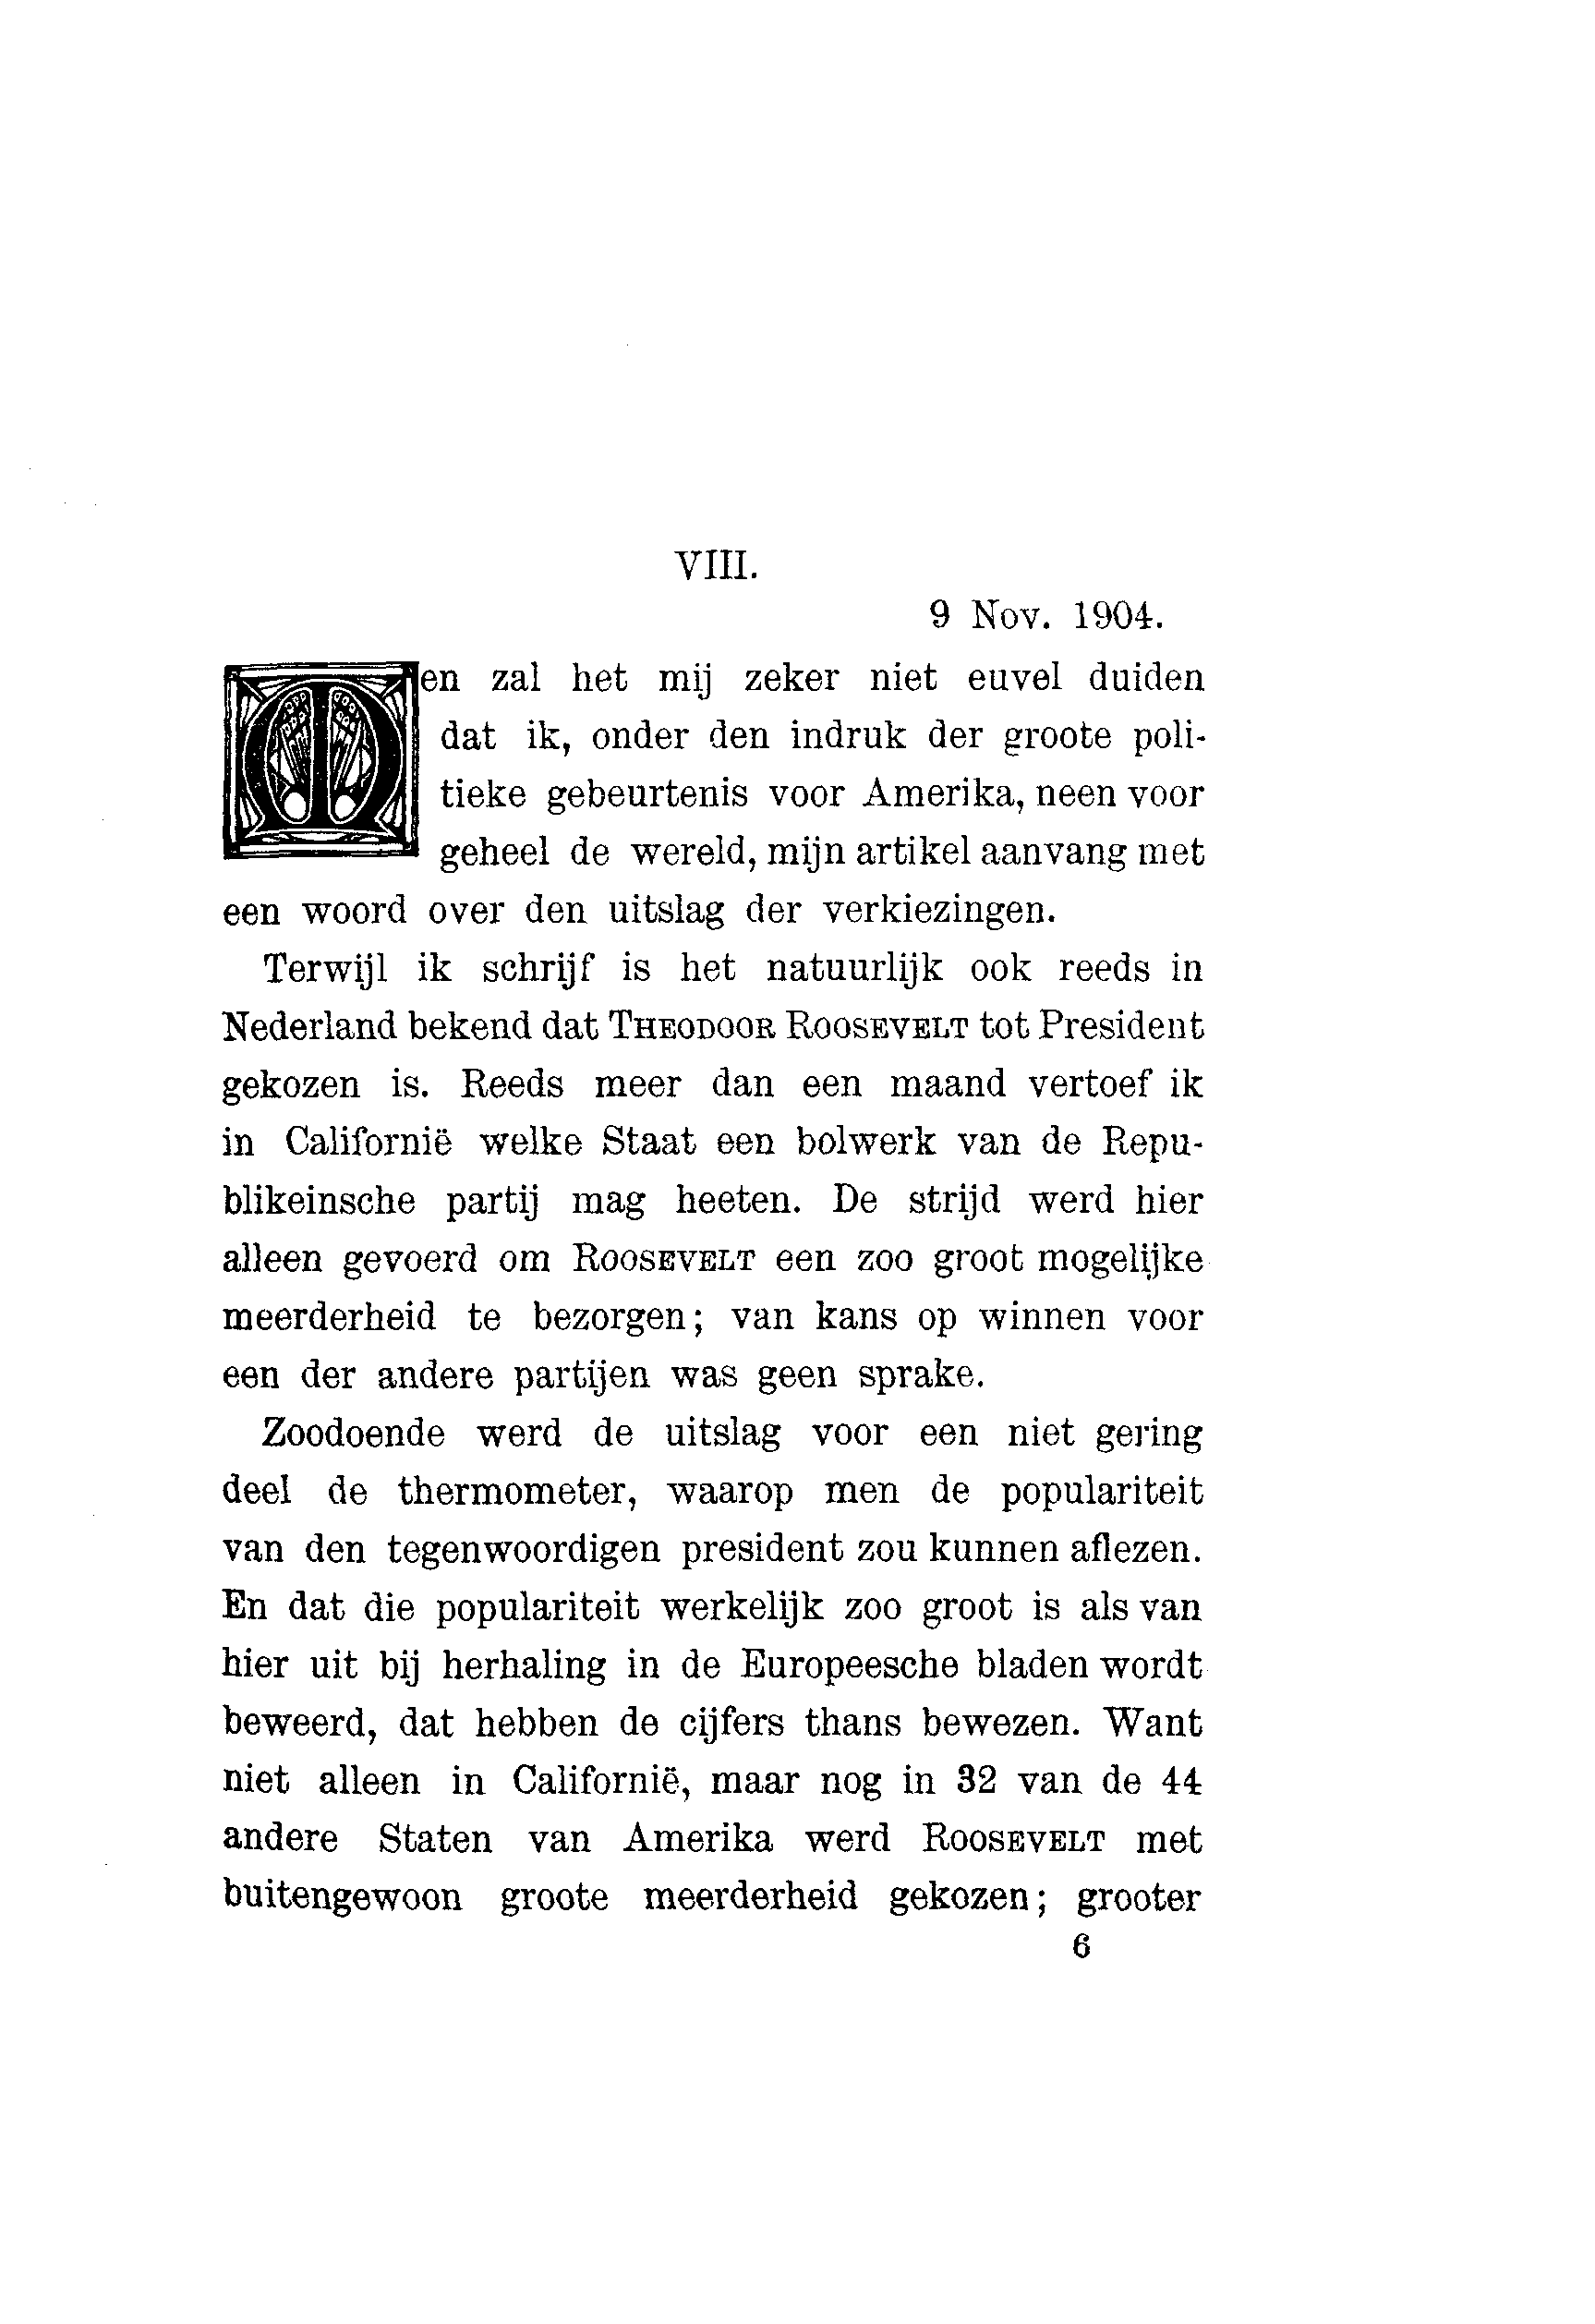 VIII.
9 Nov. 1904.
Men zal het mij zeker niet euvel duiden
dat ik, onder den indruk der groote poli-
tieke gebeurtenis voor Amerika, neen voor
geheel de wereld, mijn artikel aanvang met
een woord over den uitslag der verkiezingen.
Terwijl ik schrijf is het natuurlijk ook reeds in
Nederland bekend dat THEODOOR ROOSEVELT tot President
gekozen is. Reeds meer dan een maand vertoef ik
in Californië welke Staat een bolwerk van de Repu-
blikeinsche partij mag heeten. De strijd werd hier
alleen gevoerd om ROOSEVELT een zoo groot mogelijke
meerderheid te bezorgen; van kans op winnen voor
een der andere partijen was geen sprake.
Zoodoende werd de uitslag voor een niet gering
deel de thermometer, waarop men de populariteit
van den tegenwoordigen president zou kunnen aflezen.
En dat die populariteit werkelijk zoo groot is als van
hier uit bij herhaling in de Europeesche bladen wordt
beweerd, dat hebben de cijfers thans bewezen. Want
niet alleen in Californië, maar nog in 32 van de 44
andere Staten van Amerika werd ROOSEVELT met
buitengewoon groote meerderheid gekozen; grooter
6